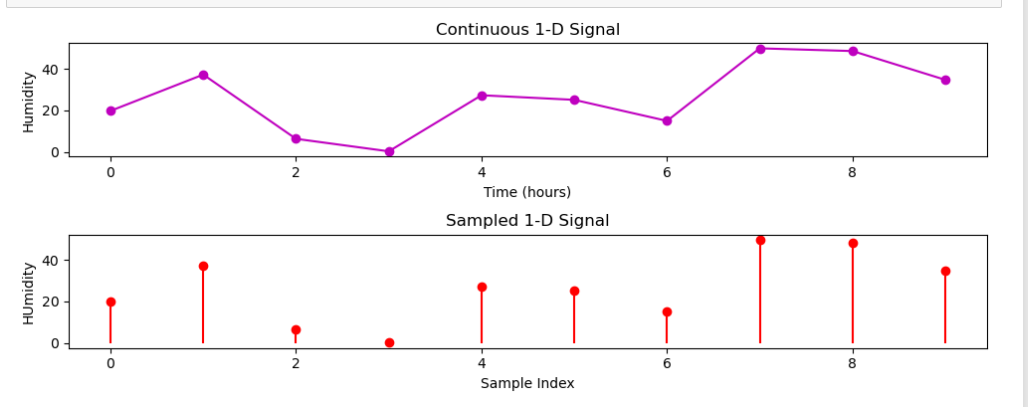 Continuous 1-D Signal
Humidity
40
20
0
0 2 4 6 8
Time (hours)
Sampled 1-D Signal
HUmidity
40
20
0
0 2 4 6 8
Sample Index